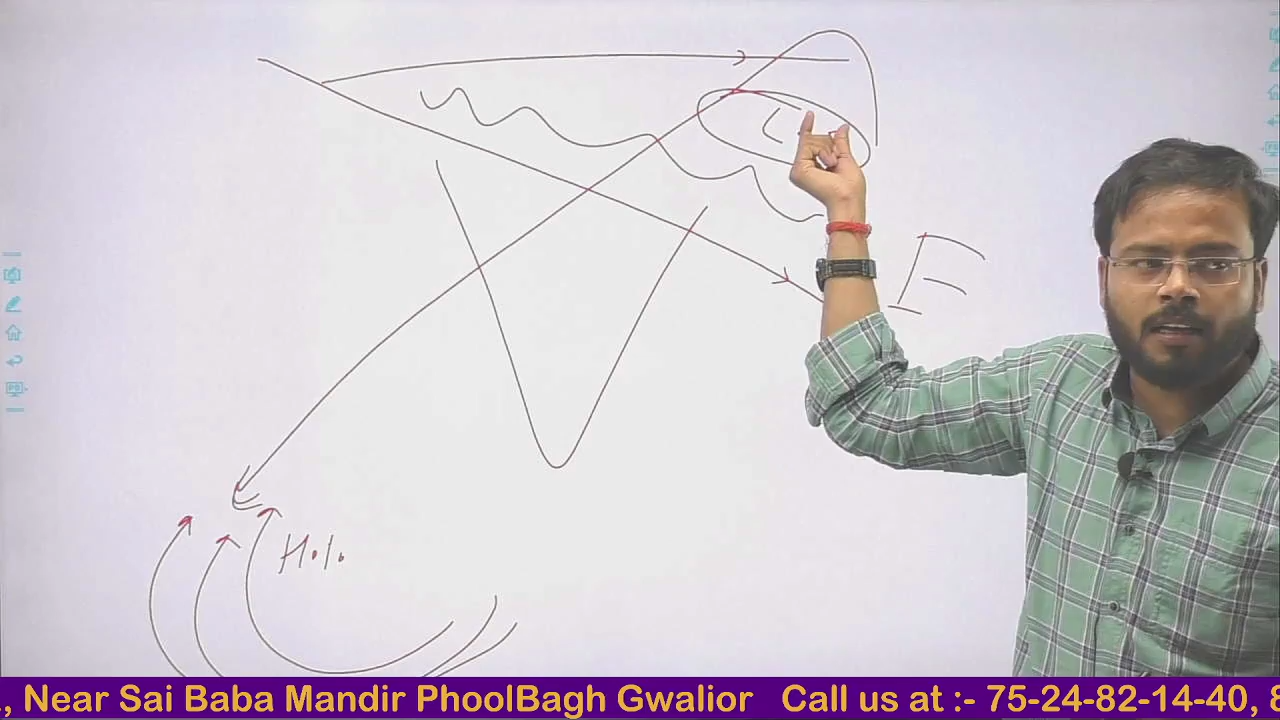 E
, Near Sai Baba Mandir PhoolBagh Gwalior Call us at :- 75-24-82-14-40, 8